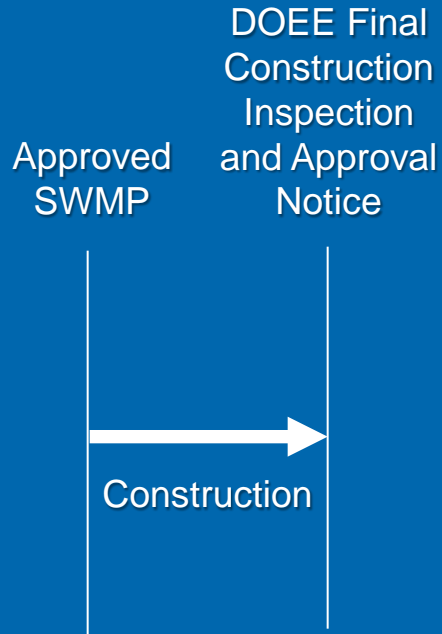 Approved
SWMP
DOEE Final
Construction
Inspection
and Approval
Notice
Construction